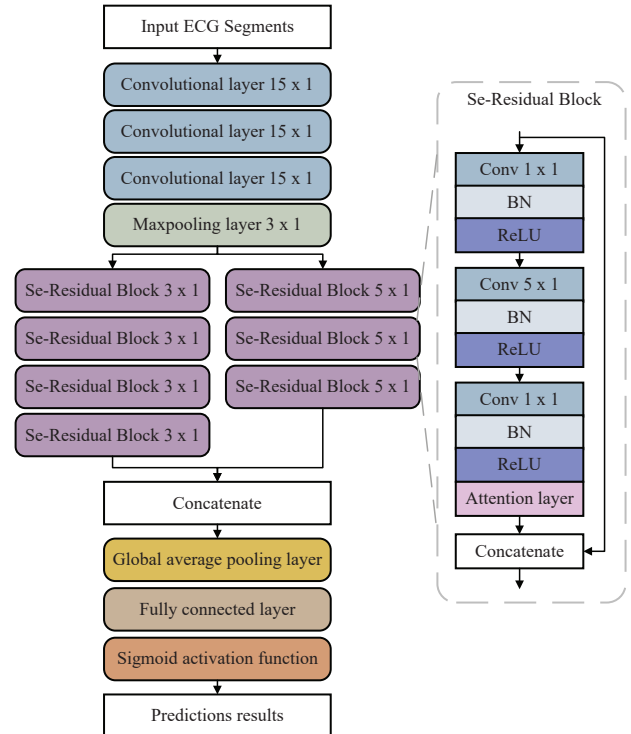 Input ECG Segments
Convolutional layer 15 x 1
Convolutional layer 15 x 1
Convolutional layer 15 x 1
Maxpooling layer 3 x 1
Se-Residual Block 3 x 1
Se-Residual Block 3 x 1
Se-Residual Block 3 x 1
Se-Residual Block 3 x 1
Se-Residual Block 5 x 1
Se-Residual Block 5 x 1
Se-Residual Block 5 x 1
Concatenate
Global average pooling layer
Fully connected layer
Sigmoid activation function
Predictions results
Se-Residual Block
Conv 1 x 1
BN
ReLU
Conv 5 x 1
BN
ReLU
Conv 1 x 1
BN
ReLU
Attention layer
Concatenate